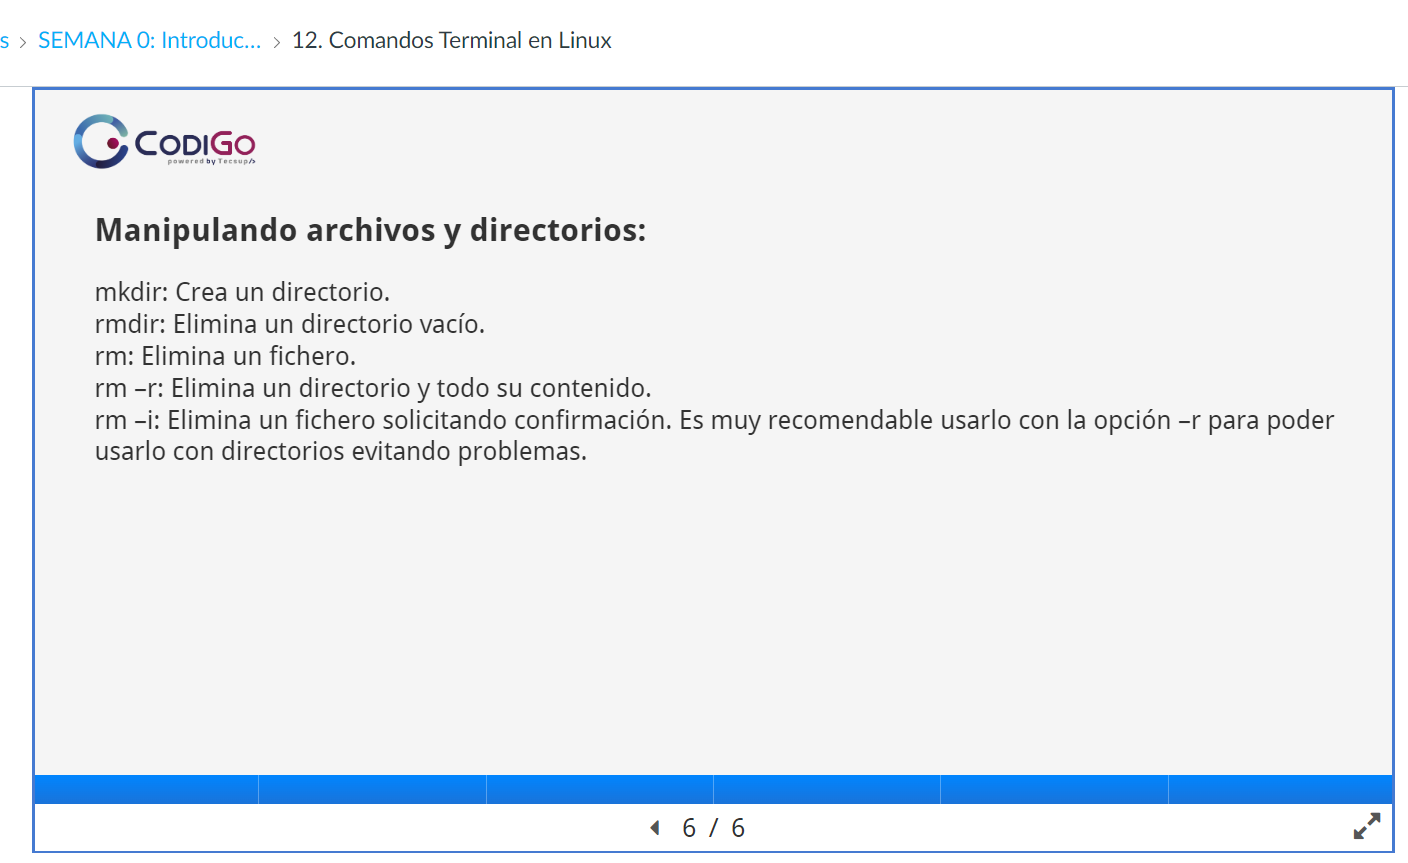 s > SEMANA 0: Introduc... > 12. Comandos Terminal en Linux
CODIGO
powered by Tecsup/>
Manipulando archivos y directorios:
mkdir: Crea un directorio.
rmdir: Elimina un directorio vacío.
rm: Elimina un fichero.
rm –r: Elimina un directorio y todo su contenido.
rm –i: Elimina un fichero solicitando confirmación. Es muy recomendable usarlo con la opción –r para poder
usarlo con directorios evitando problemas.
6 / 6